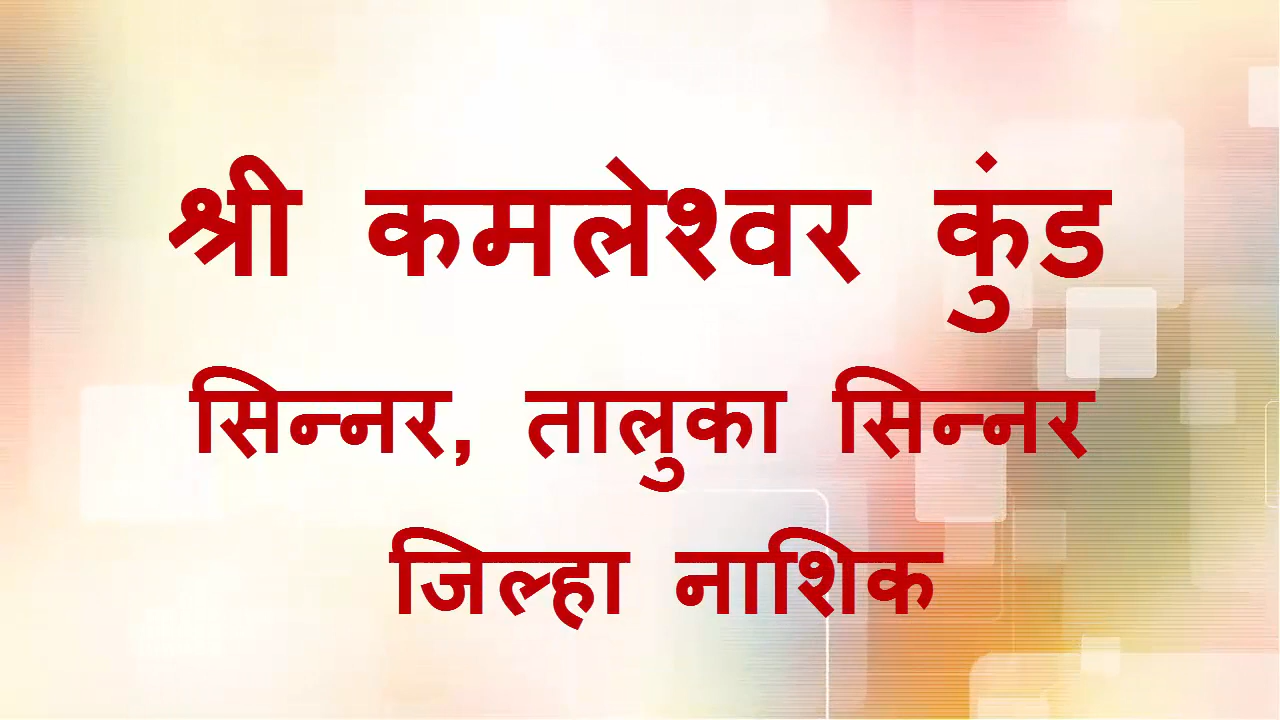 श्री कमलेश्वर कुंड
सिन्नर, तालुका सिन्नर
जिल्हा नाशिक